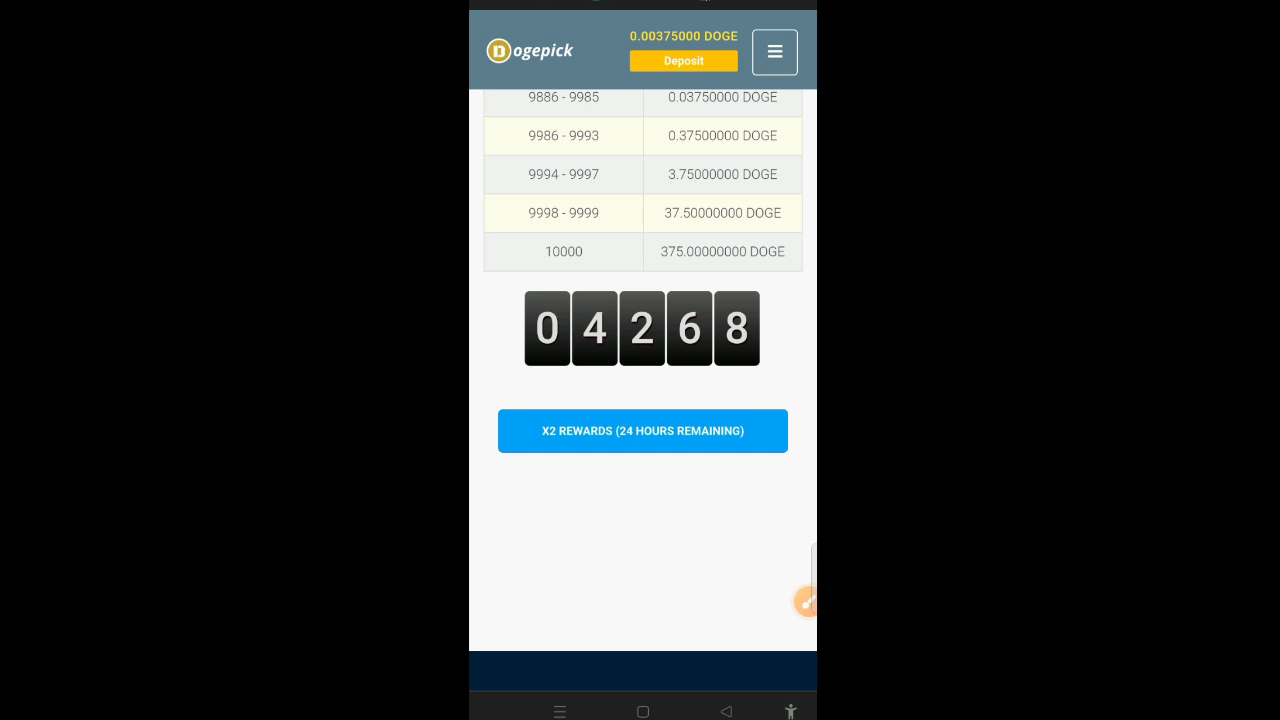 0.00375000 DOGE
Dogepick
Deposit
9886 - 9985 0.03750000 DOGE
9986 - 9993 0.37500000 DOGE
9994 - 9997 3.75000000 DOGE
9998 - 9999 37.50000000 DOGE
10000 375.00000000 DOGE
0 4 2 6 8
X2 REWARDS (24 HOURS REMAINING)